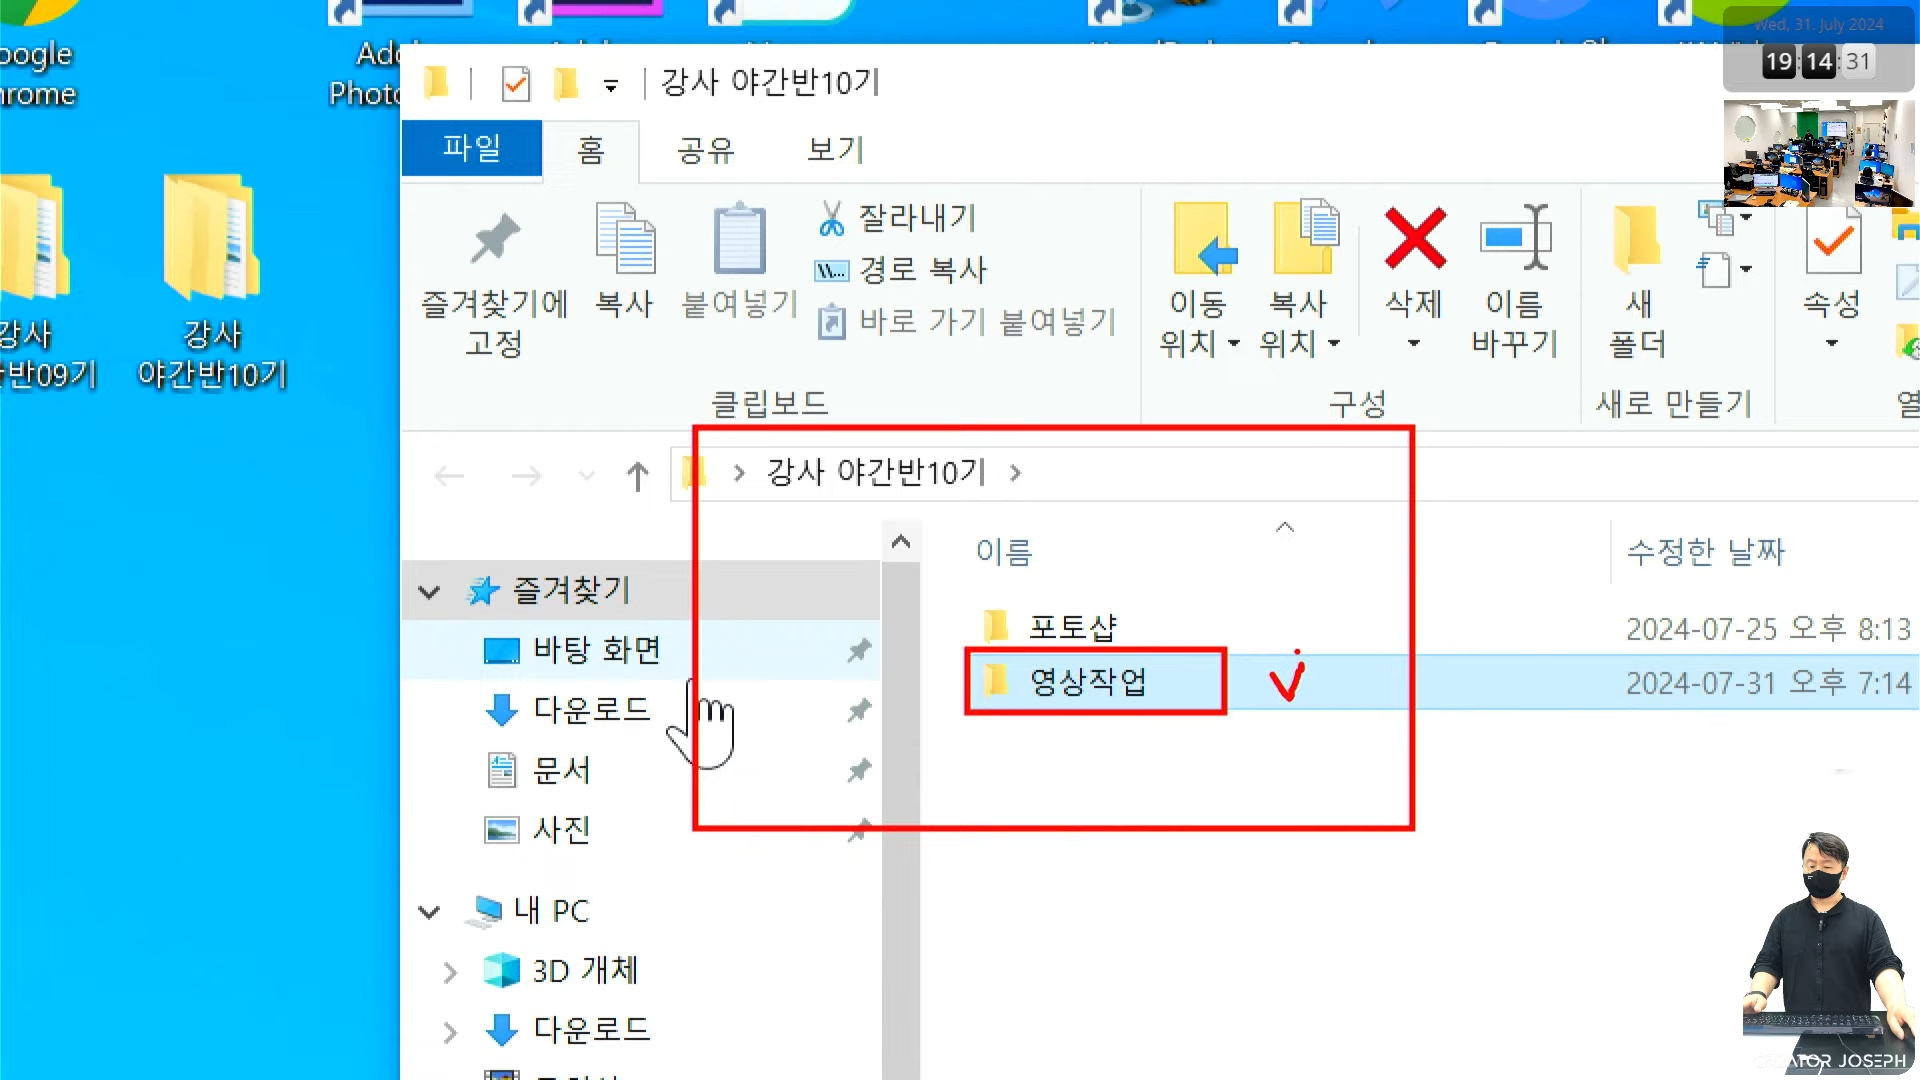 Wed, 31. July 2024
19:14:31
oogle
hrome
Photo
강사
반09기
강사
야간반10기
강사 야간반10기
파일
홈
공유
보기
즐겨찾기에
고정
복사
붙여넣기
잘라내기
경로 복사
바로 가기 붙여넣기
클립보드
이동
위치
복사
위치
삭제
이름
바꾸기
구성
새
폴더
새로 만들기
속성
열
강사 야간반10기
이름
수정한 날짜
포토샵
2024-07-25 오후 8:13
영상작업
2024-07-31 오후 7:14
즐겨찾기
바탕 화면
다운로드
문서
사진
내 PC
3D 개체
다운로드
CREATOR JOSEPH